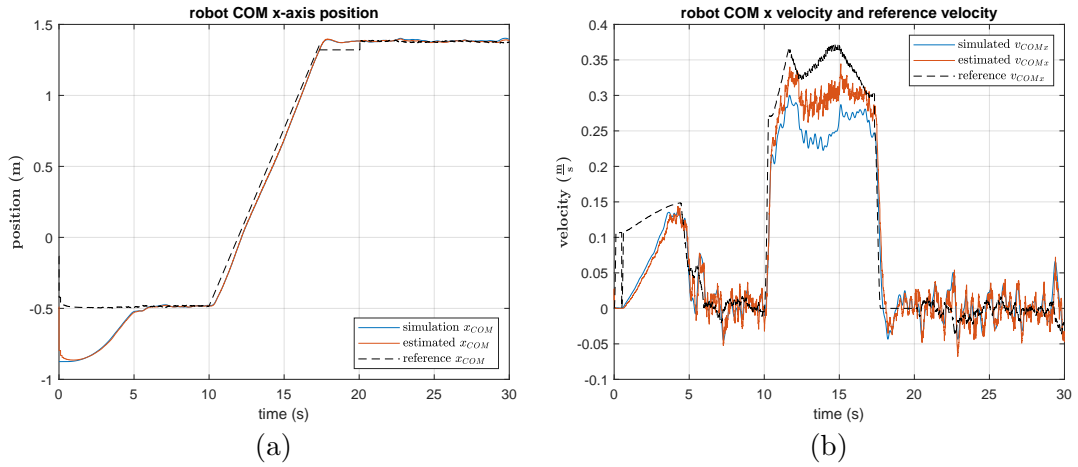 robot COM x-axis position
1.5
1
0.5
0
-0.5
-1
position (m)
0 5 10 15 20 25 30
time (s)
simulation x_COM
estimated x_COM
reference x_COM
(a)
robot COM x velocity and reference velocity
0.4
0.35
0.3
0.25
0.2
0.15
0.1
0.05
0
-0.05
-0.1
velocity (m/s)
0 5 10 15 20 25 30
time (s)
simulated v_COMx
estimated v_COMx
reference v_COMx
(b)